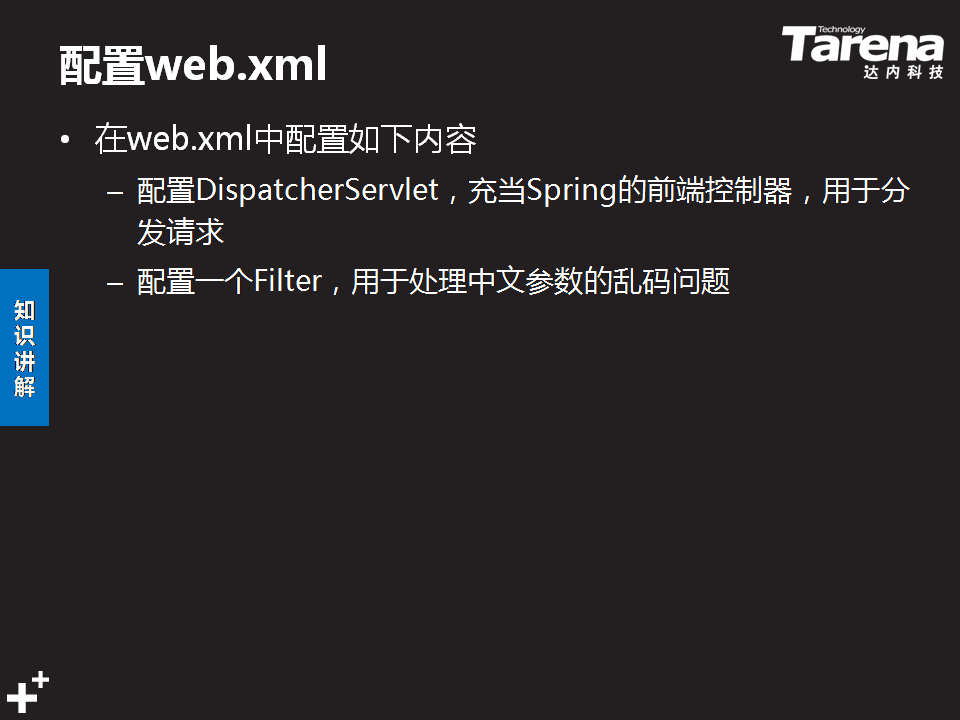 配置web.xml
Technology
Tarena
达内科技
• 在web.xml中配置如下内容
– 配置DispatcherServlet，充当Spring的前端控制器，用于分
发请求
– 配置一个Filter，用于处理中文参数的乱码问题
知
识
讲
解